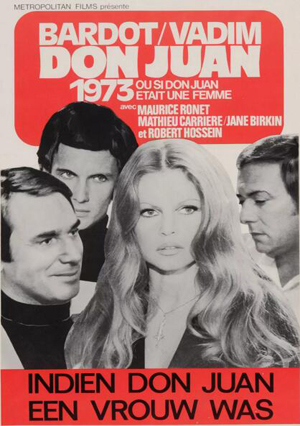 METROPOLITAN FILMS présente
BARDOT/VADIM
DON JUAN
1973 OU SI DON JUAN
ETAIT UNE FEMME
avec
MAURICE RONET
MATHIEU CARRIERE/JANE BIRKIN
et ROBERT HOSSEIN
INDIEN DON JUAN
EEN VROUW WAS